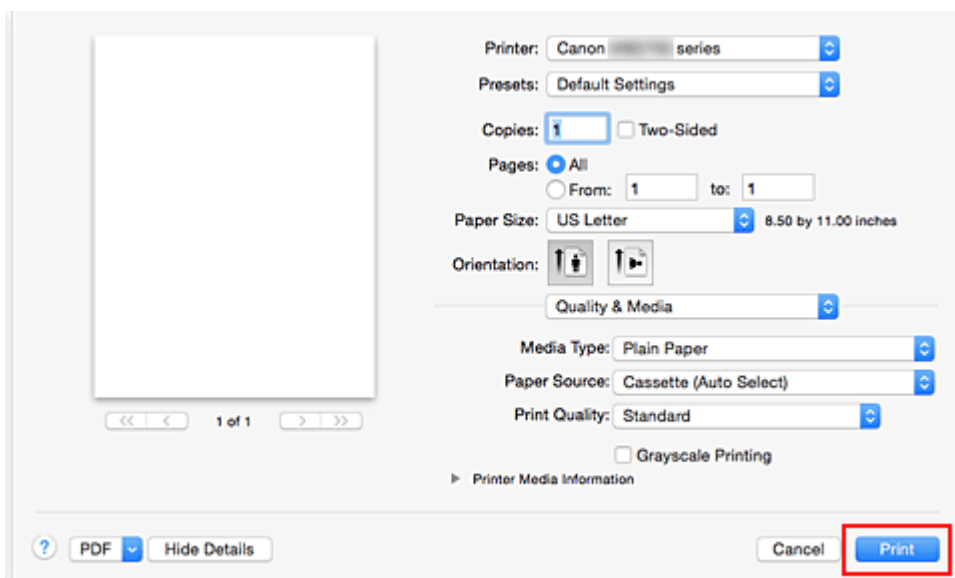 Printer: Canon series
Presets: Default Settings
Copies: 1 Two-Sided
Pages: All
From: 1 to: 1
Paper Size: US Letter 8.50 by 11.00 inches
Orientation:
Quality & Media
Media Type: Plain Paper
Paper Source: Cassette (Auto Select)
Print Quality: Standard
1 of 1
Grayscale Printing
Printer Media Information
? PDF Hide Details Cancel Print